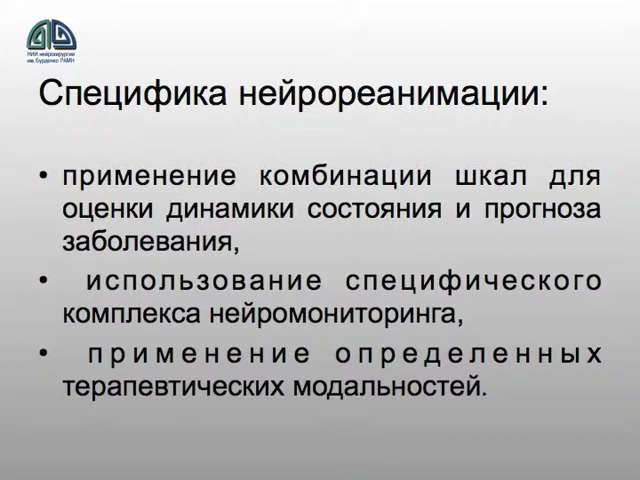 НИИ нейрохирургии
им.Бурденко РАМН
Специфика нейрореанимации:
• применение комбинации шкал для
оценки динамики состояния и прогноза
заболевания,
• использование специфического
комплекса нейромониторинга,
• применение определенных
терапевтических модальностей.